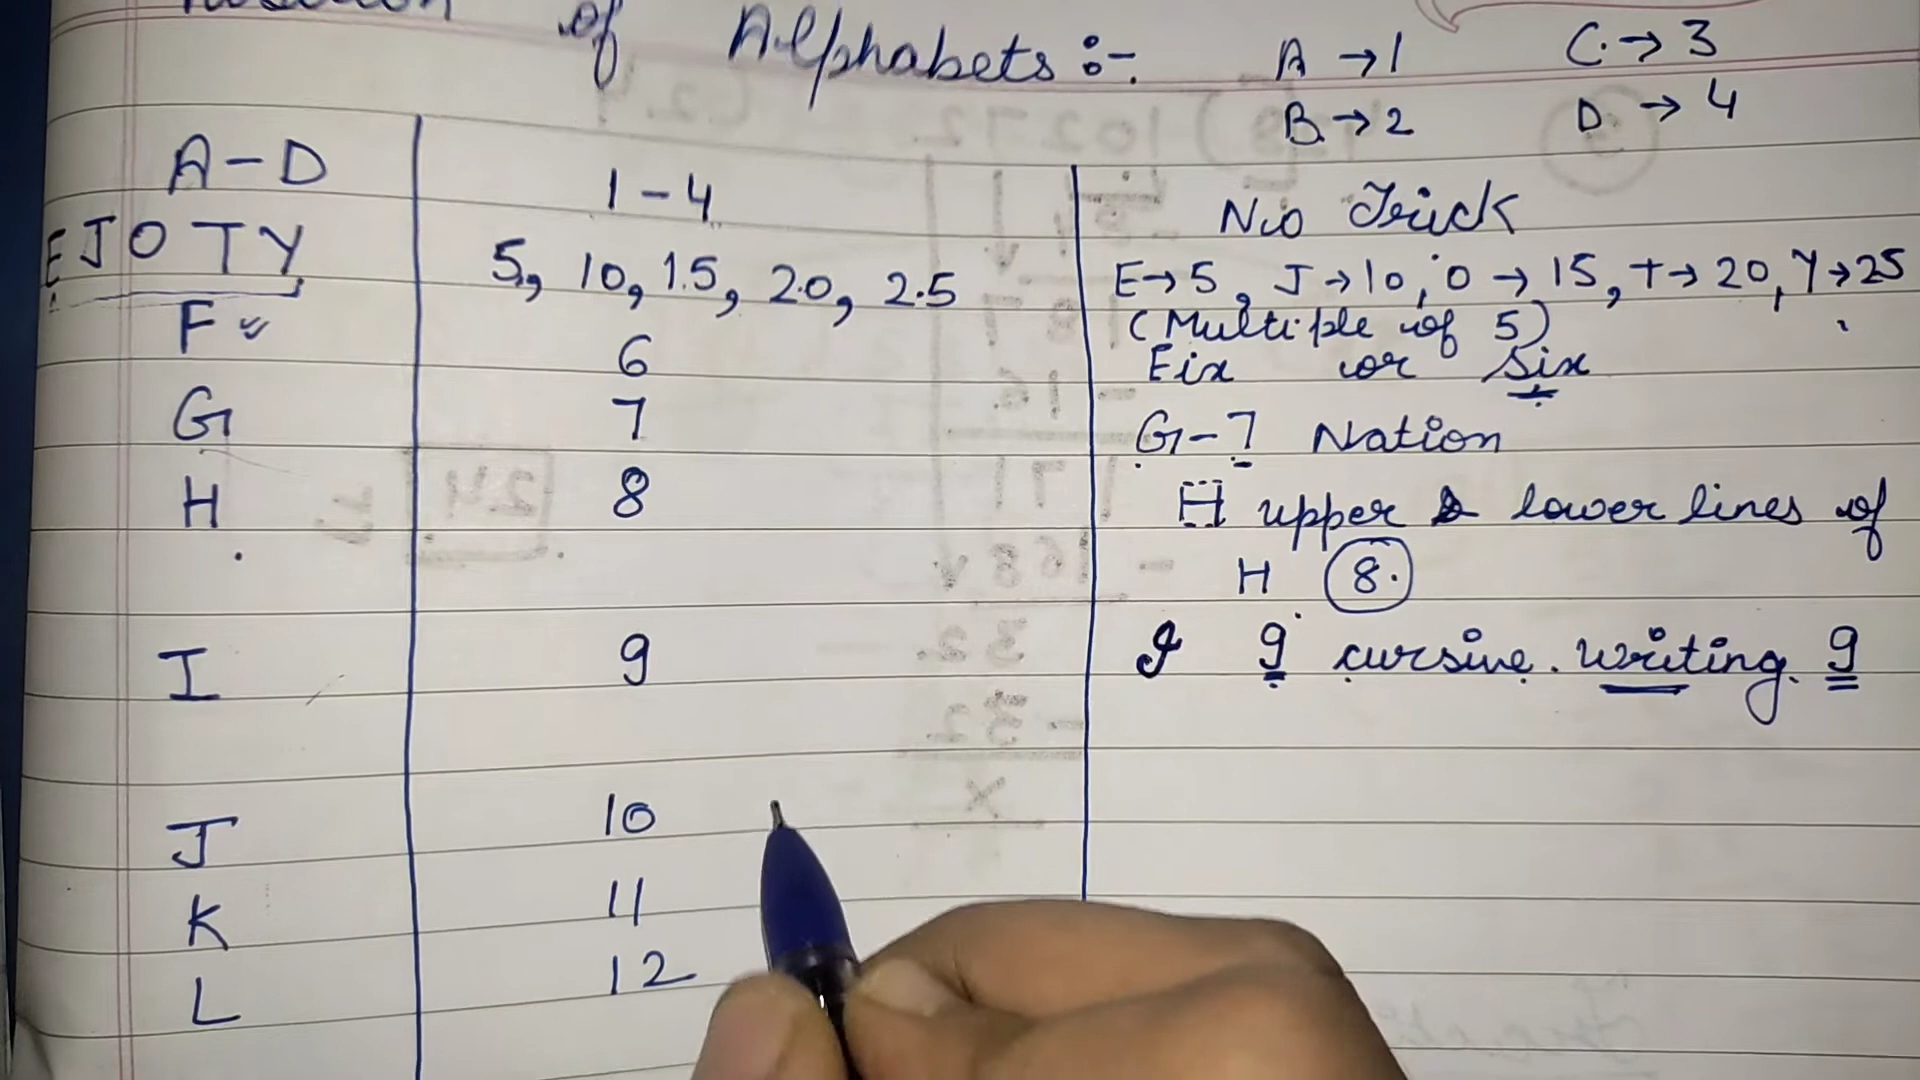 of Alphabets :-
A → 1 C → 3
B → 2 D → 4
A - D 1 - 4 No Trick
EJOTY 5, 10, 15, 20, 25 E→5, J→10, O→15, T→20, Y→25
(Multiple of 5)
F 6 Eix or six
G 7 G-7 Nation
H 8 H upper & lower lines of
H 8.
I 9 I 9 cursive writing 9
J 10
K 11
L 12